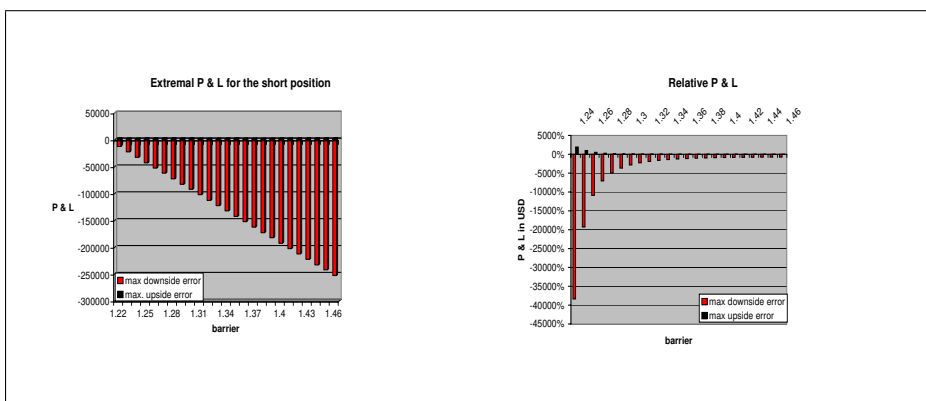 Extremal P & L for the short position
50000
0
-50000
-100000
-150000
-200000
-250000
-300000
P & L
max downside error
max. upside error
1.22 1.25 1.28 1.31 1.34 1.37 1.4 1.43 1.46
barrier
Relative P & L
1.24 1.26 1.28 1.3 1.32 1.34 1.36 1.38 1.4 1.42 1.44 1.46
5000%
0%
-5000%
-10000%
-15000%
-20000%
-25000%
-30000%
-35000%
-40000%
-45000%
P & L in USD
max downside error
max upside error
barrier